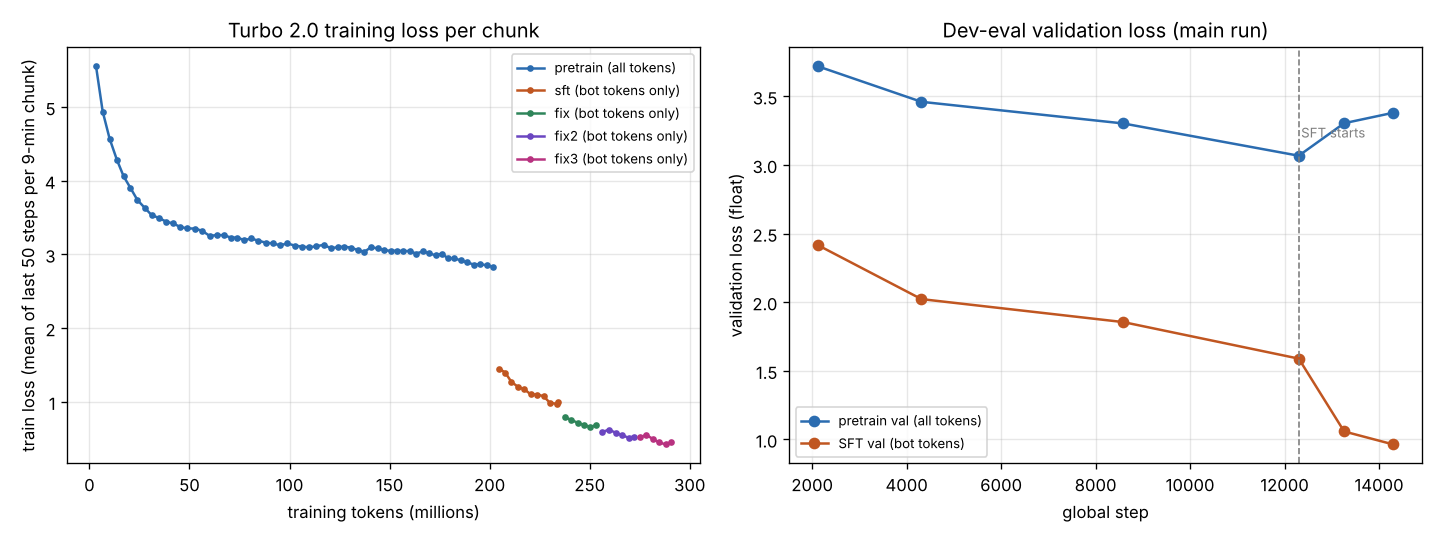 Turbo 2.0 training loss per chunk
train loss (mean of last 50 steps per 9-min chunk)
5
4
3
2
1
pretrain (all tokens)
sft (bot tokens only)
fix (bot tokens only)
fix2 (bot tokens only)
fix3 (bot tokens only)
0 50 100 150 200 250 300
training tokens (millions)
Dev-eval validation loss (main run)
validation loss (float)
3.5
3.0
2.5
2.0
1.5
1.0
SFT starts
pretrain val (all tokens)
SFT val (bot tokens)
2000 4000 6000 8000 10000 12000 14000
global step